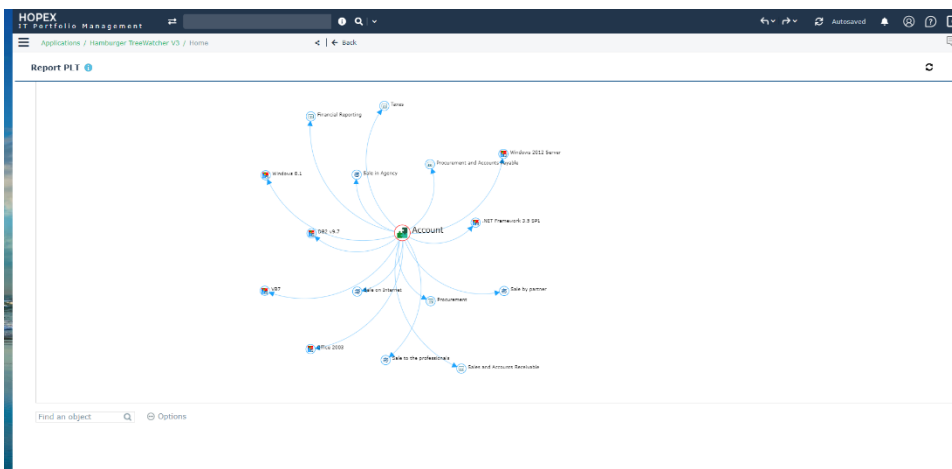 HOPEX
IT Portfolio Management
Autosaved
Applications / Hamburger TreeWatcher V3 / Home
< | ← Back
Report PLT
Taxes
Financial Reporting
Windows 2012 Server
Procurement and Accounts Payable
Windows 8.1
Sale in Agency
.NET Framework 3.5 SP1
DB2 v9.7
Account
VB7
Sale on Internet
Sale by partner
Procurement
Office 2003
Sale to the professionals
Sales and Accounts Receivable
Find an object
Options